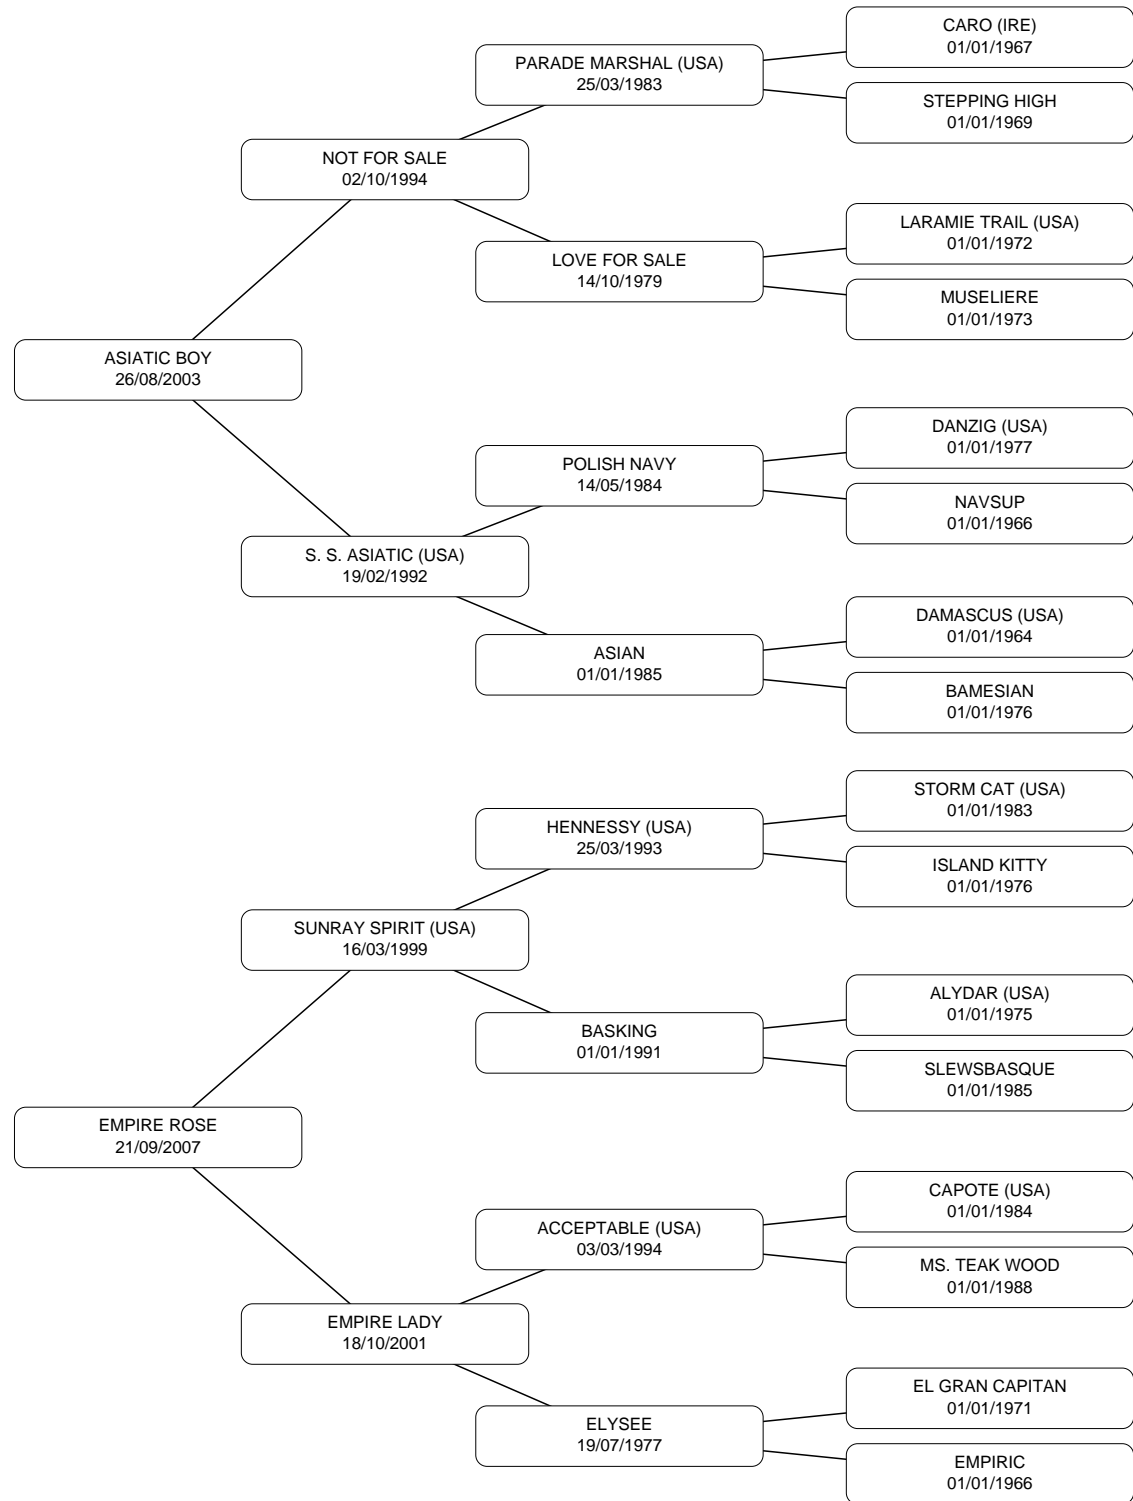 CARO (IRE)
01/01/1967
PARADE MARSHAL (USA)
25/03/1983
STEPPING HIGH
01/01/1969
NOT FOR SALE
02/10/1994
LARAMIE TRAIL (USA)
01/01/1972
LOVE FOR SALE
14/10/1979
MUSELIERE
01/01/1973
ASIATIC BOY
26/08/2003
DANZIG (USA)
01/01/1977
POLISH NAVY
14/05/1984
NAVSUP
01/01/1966
S. S. ASIATIC (USA)
19/02/1992
DAMASCUS (USA)
01/01/1964
ASIAN
01/01/1985
BAMESIAN
01/01/1976
STORM CAT (USA)
01/01/1983
HENNESSY (USA)
25/03/1993
ISLAND KITTY
01/01/1976
SUNRAY SPIRIT (USA)
16/03/1999
ALYDAR (USA)
01/01/1975
BASKING
01/01/1991
SLEWSBASQUE
01/01/1985
EMPIRE ROSE
21/09/2007
CAPOTE (USA)
01/01/1984
ACCEPTABLE (USA)
03/03/1994
MS. TEAK WOOD
01/01/1988
EMPIRE LADY
18/10/2001
EL GRAN CAPITAN
01/01/1971
ELYSEE
19/07/1977
EMPIRIC
01/01/1966